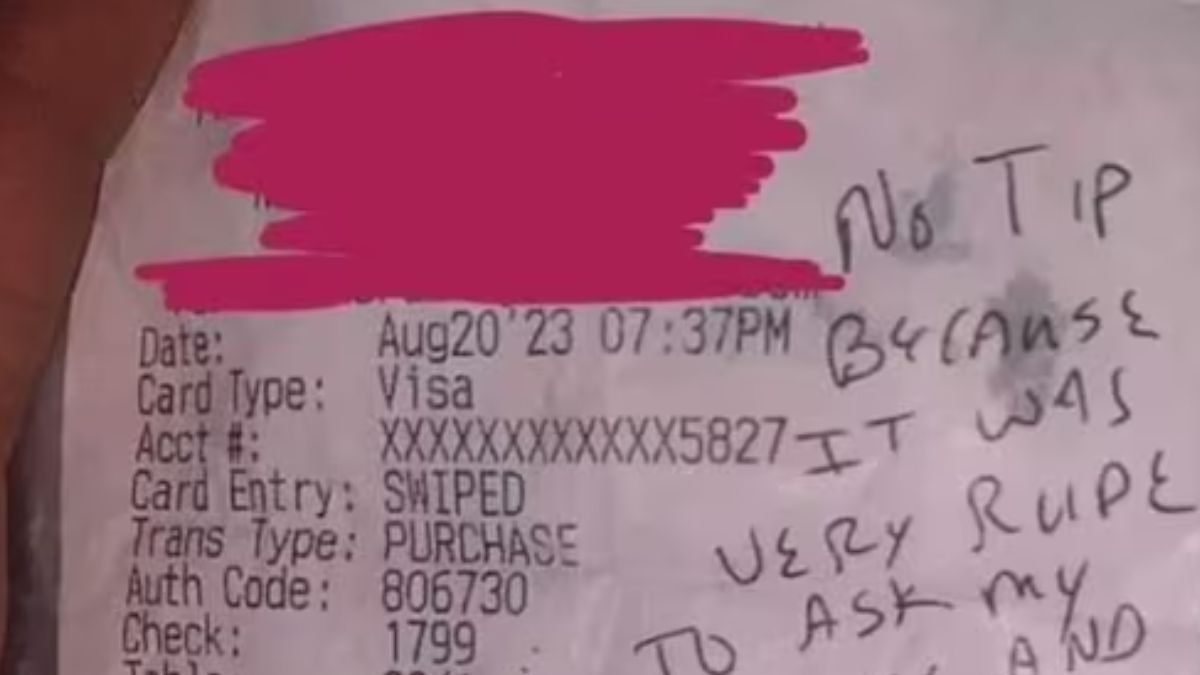 No TIP
Date: Aug20'23 07:37PM BECAUSE
Card Type: Visa
IT WAS
Acct #: XXXXXXXXXXXX5827
Card Entry: SWIPED
VERY RUDE
Trans Type: PURCHASE
Auth Code: 806730
TO ASK MY
Check: 1799
AND